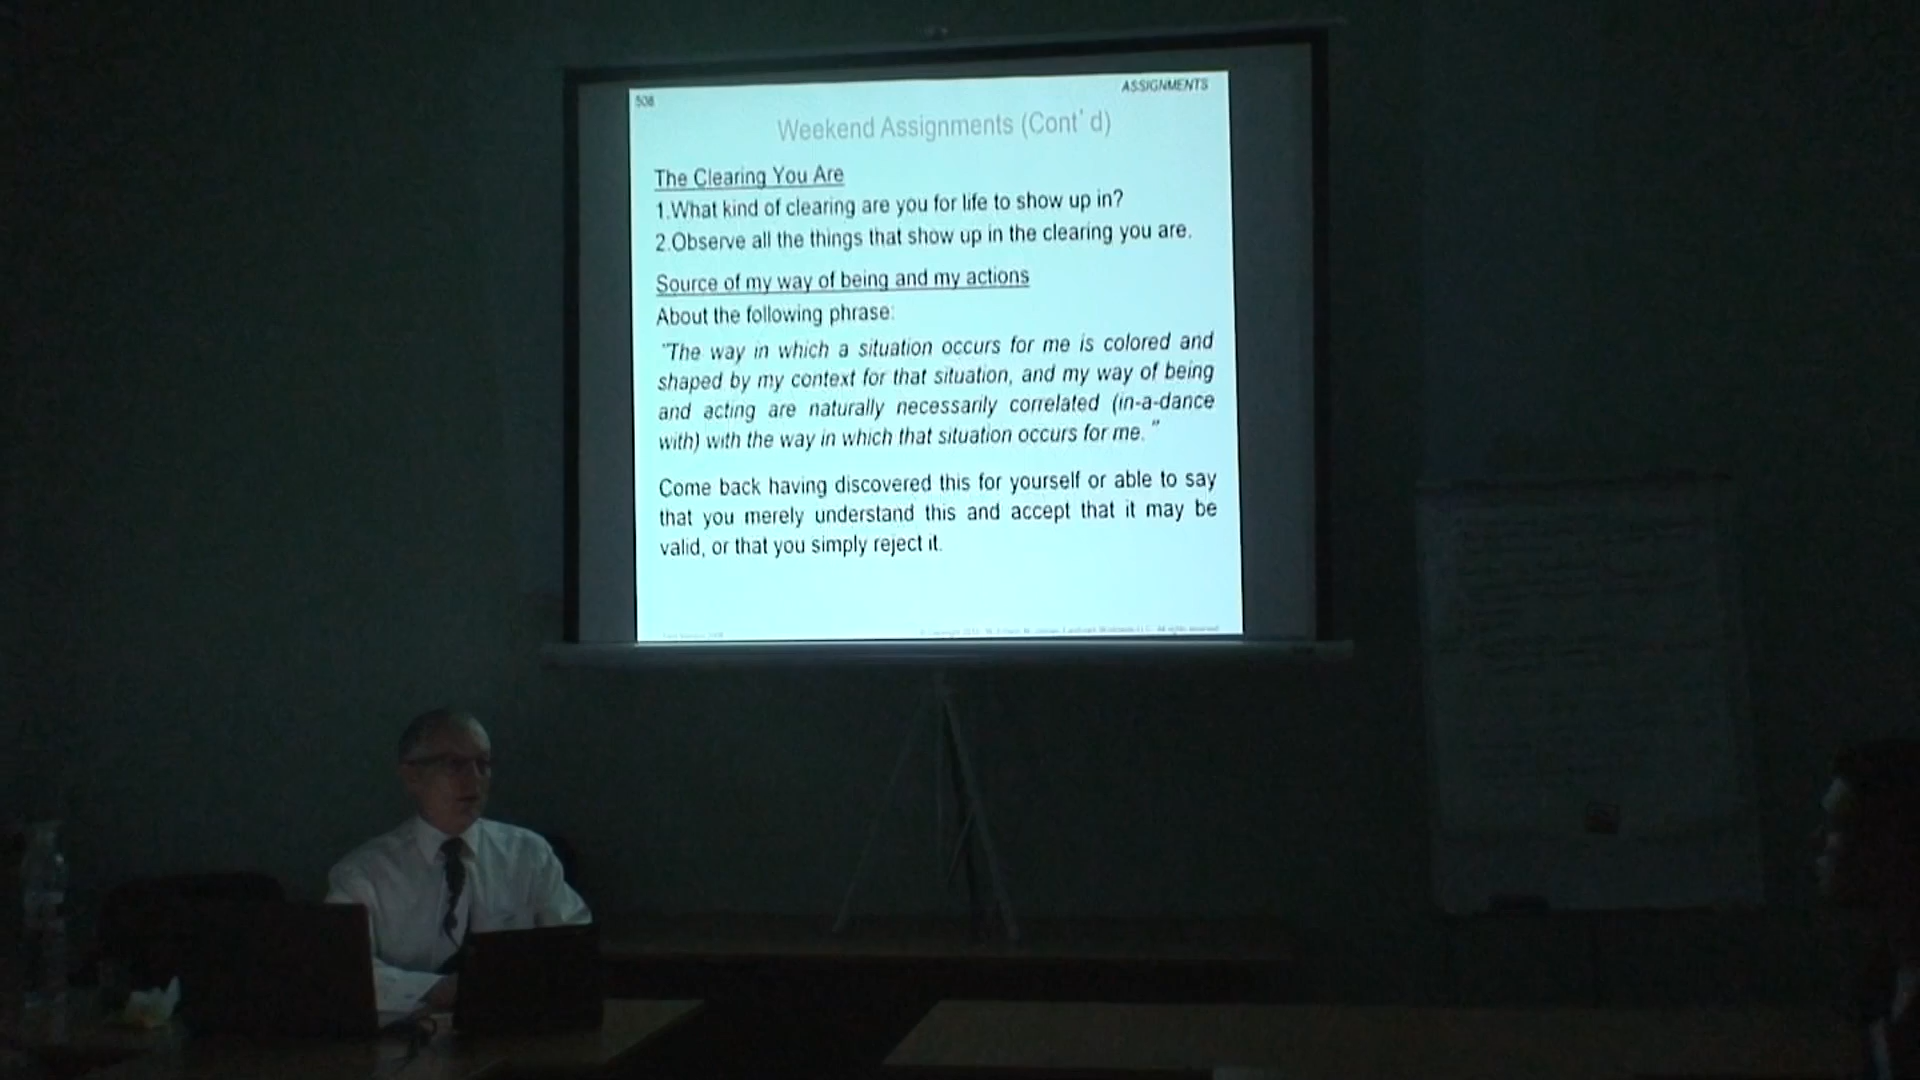 508
ASSIGNMENTS
Weekend Assignments (Cont' d)
The Clearing You Are
1.What kind of clearing are you for life to show up in?
2.Observe all the things that show up in the clearing you are.
Source of my way of being and my actions
About the following phrase:
"The way in which a situation occurs for me is colored and
shaped by my context for that situation, and my way of being
and acting are naturally necessarily correlated (in-a-dance
with) with the way in which that situation occurs for me."
Come back having discovered this for yourself or able to say
that you merely understand this and accept that it may be
valid, or that you simply reject it.